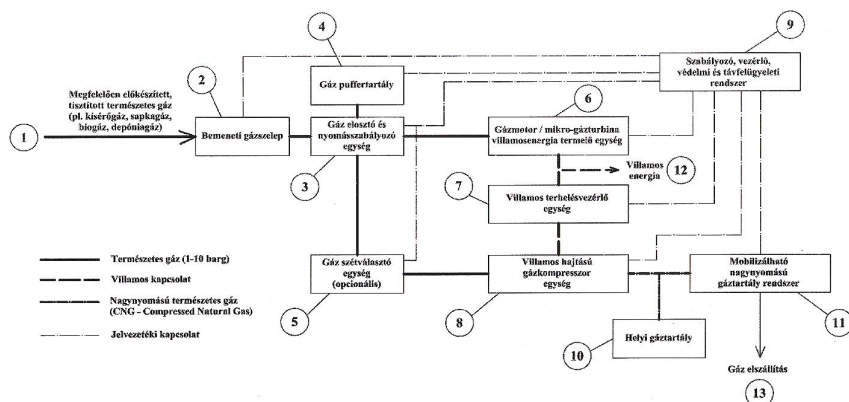 4
9
2
Gáz puffertartály
Szabályozó, vezérlő,
védelmi és távfelügyeleti
rendszer
Megfelelően előkészített,
tisztított természetes gáz
(pl. kísérőgáz, sapkagáz,
biogáz, depóniagáz)
6
1
Bemeneti gázszelep
Gáz elosztó és
nyomásszabályozó
egység
Gázmotor / mikro-gázturbina
villamosenergia termelő egység
3
Villamos
energia
12
7
Villamos terhelésvezérlő
egység
Természetes gáz (1-10 barg)
Villamos kapcsolat
Nagynyomású természetes gáz
(CNG - Compressed Natural Gas)
Jelvezetéki kapcsolat
Gáz szétválasztó
egység
(opcionális)
Villamos hajtású
gázkompresszor
egység
Mobilizálható
nagynyomású
gáztartály rendszer
5
8
11
10
Helyi gáztartály
Gáz elszállítás
13